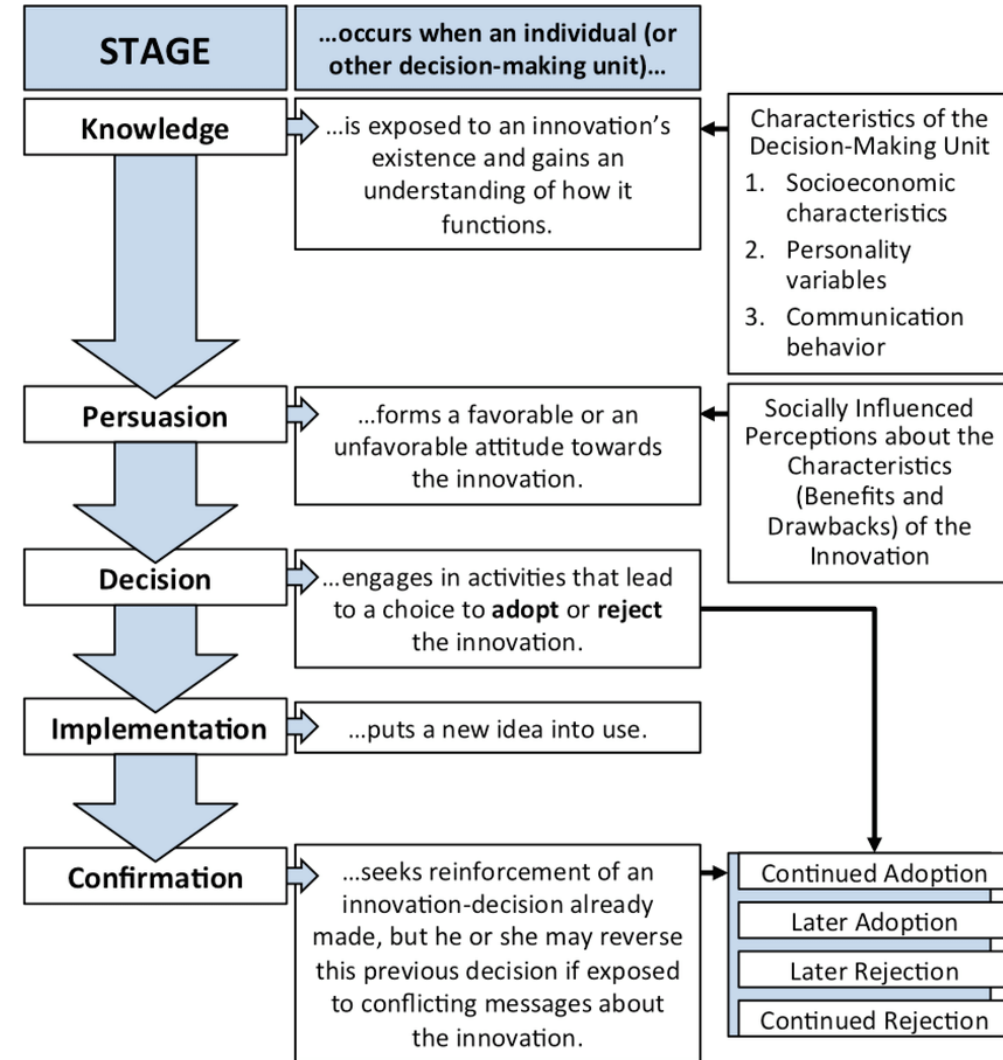 STAGE
...occurs when an individual (or
other decision-making unit)...
Knowledge
...is exposed to an innovation's
existence and gains an
understanding of how it
functions.
Characteristics of the
Decision-Making Unit
1. Socioeconomic
characteristics
2. Personality
variables
3. Communication
behavior
Persuasion
...forms a favorable or an
unfavorable attitude towards
the innovation.
Socially Influenced
Perceptions about the
Characteristics
(Benefits and
Drawbacks) of the
Innovation
Decision
...engages in activities that lead
to a choice to adopt or reject
the innovation.
Implementation
...puts a new idea into use.
Confirmation
...seeks reinforcement of an
innovation-decision already
made, but he or she may reverse
this previous decision if exposed
to conflicting messages about
the innovation.
Continued Adoption
Later Adoption
Later Rejection
Continued Rejection